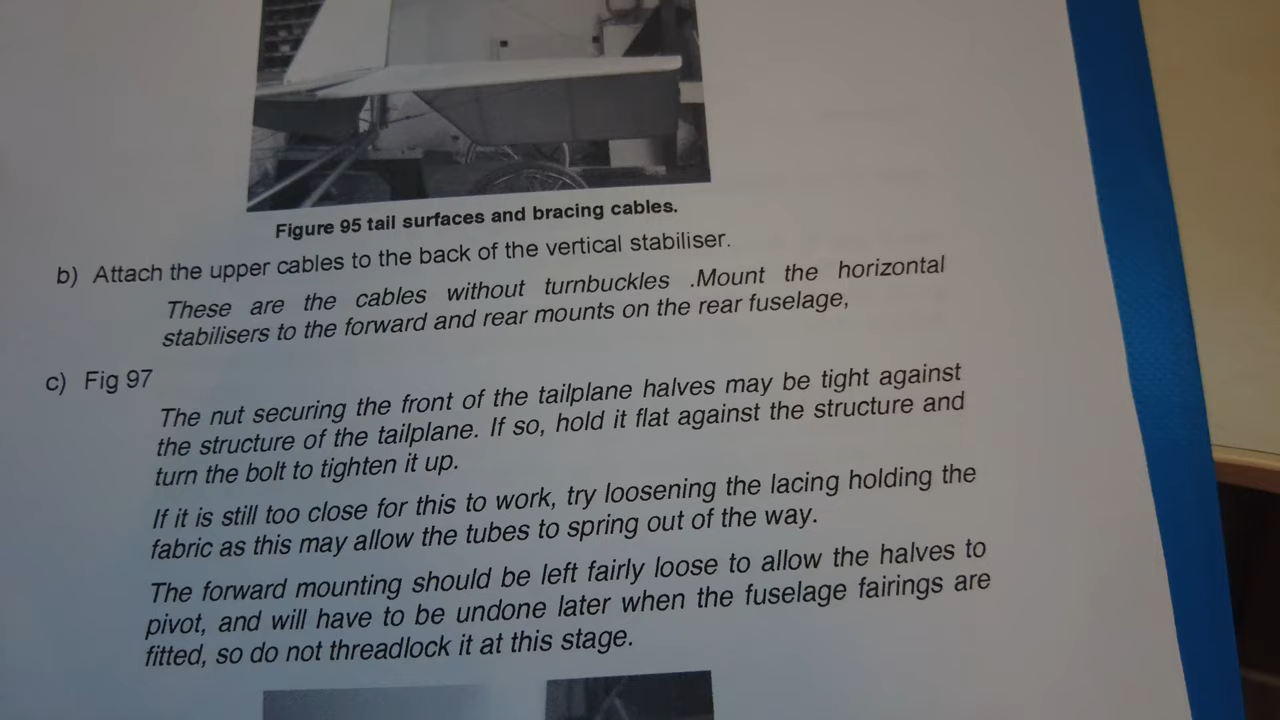 Figure 95 tail surfaces and bracing cables.
b) Attach the upper cables to the back of the vertical stabiliser.
These are the cables without turnbuckles .Mount the horizontal
stabilisers to the forward and rear mounts on the rear fuselage,
c) Fig 97
The nut securing the front of the tailplane halves may be tight against
the structure of the tailplane. If so, hold it flat against the structure and
turn the bolt to tighten it up.
If it is still too close for this to work, try loosening the lacing holding the
fabric as this may allow the tubes to spring out of the way.
The forward mounting should be left fairly loose to allow the halves to
pivot, and will have to be undone later when the fuselage fairings are
fitted, so do not threadlock it at this stage.